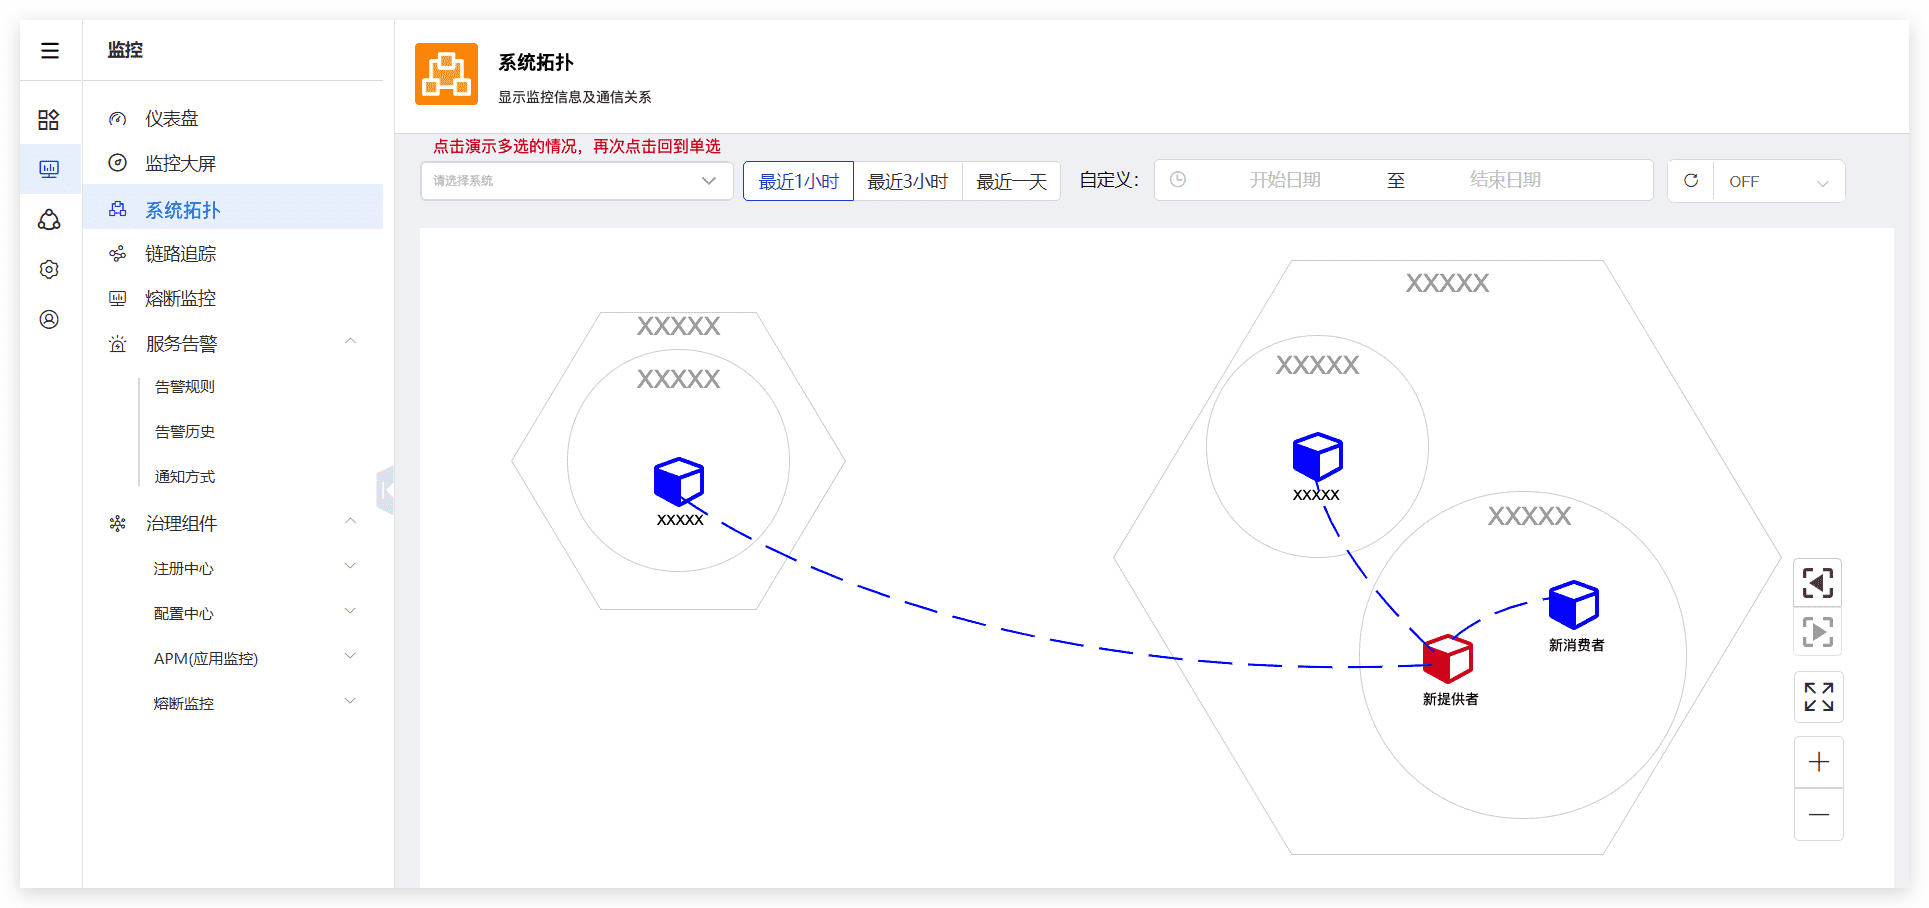 监控
仪表盘
监控大屏
系统拓扑
链路追踪
熔断监控
服务告警
告警规则
告警历史
通知方式
治理组件
注册中心
配置中心
APM(应用监控)
熔断监控
系统拓扑
显示监控信息及通信关系
点击演示多选的情况，再次点击回到单选
请选择系统
最近1小时
最近3小时
最近一天
自定义：
开始日期
至
结束日期
OFF
XXXXX
XXXXX
XXXXX
XXXXX
XXXXX
XXXXX
XXXXX
新消费者
新提供者